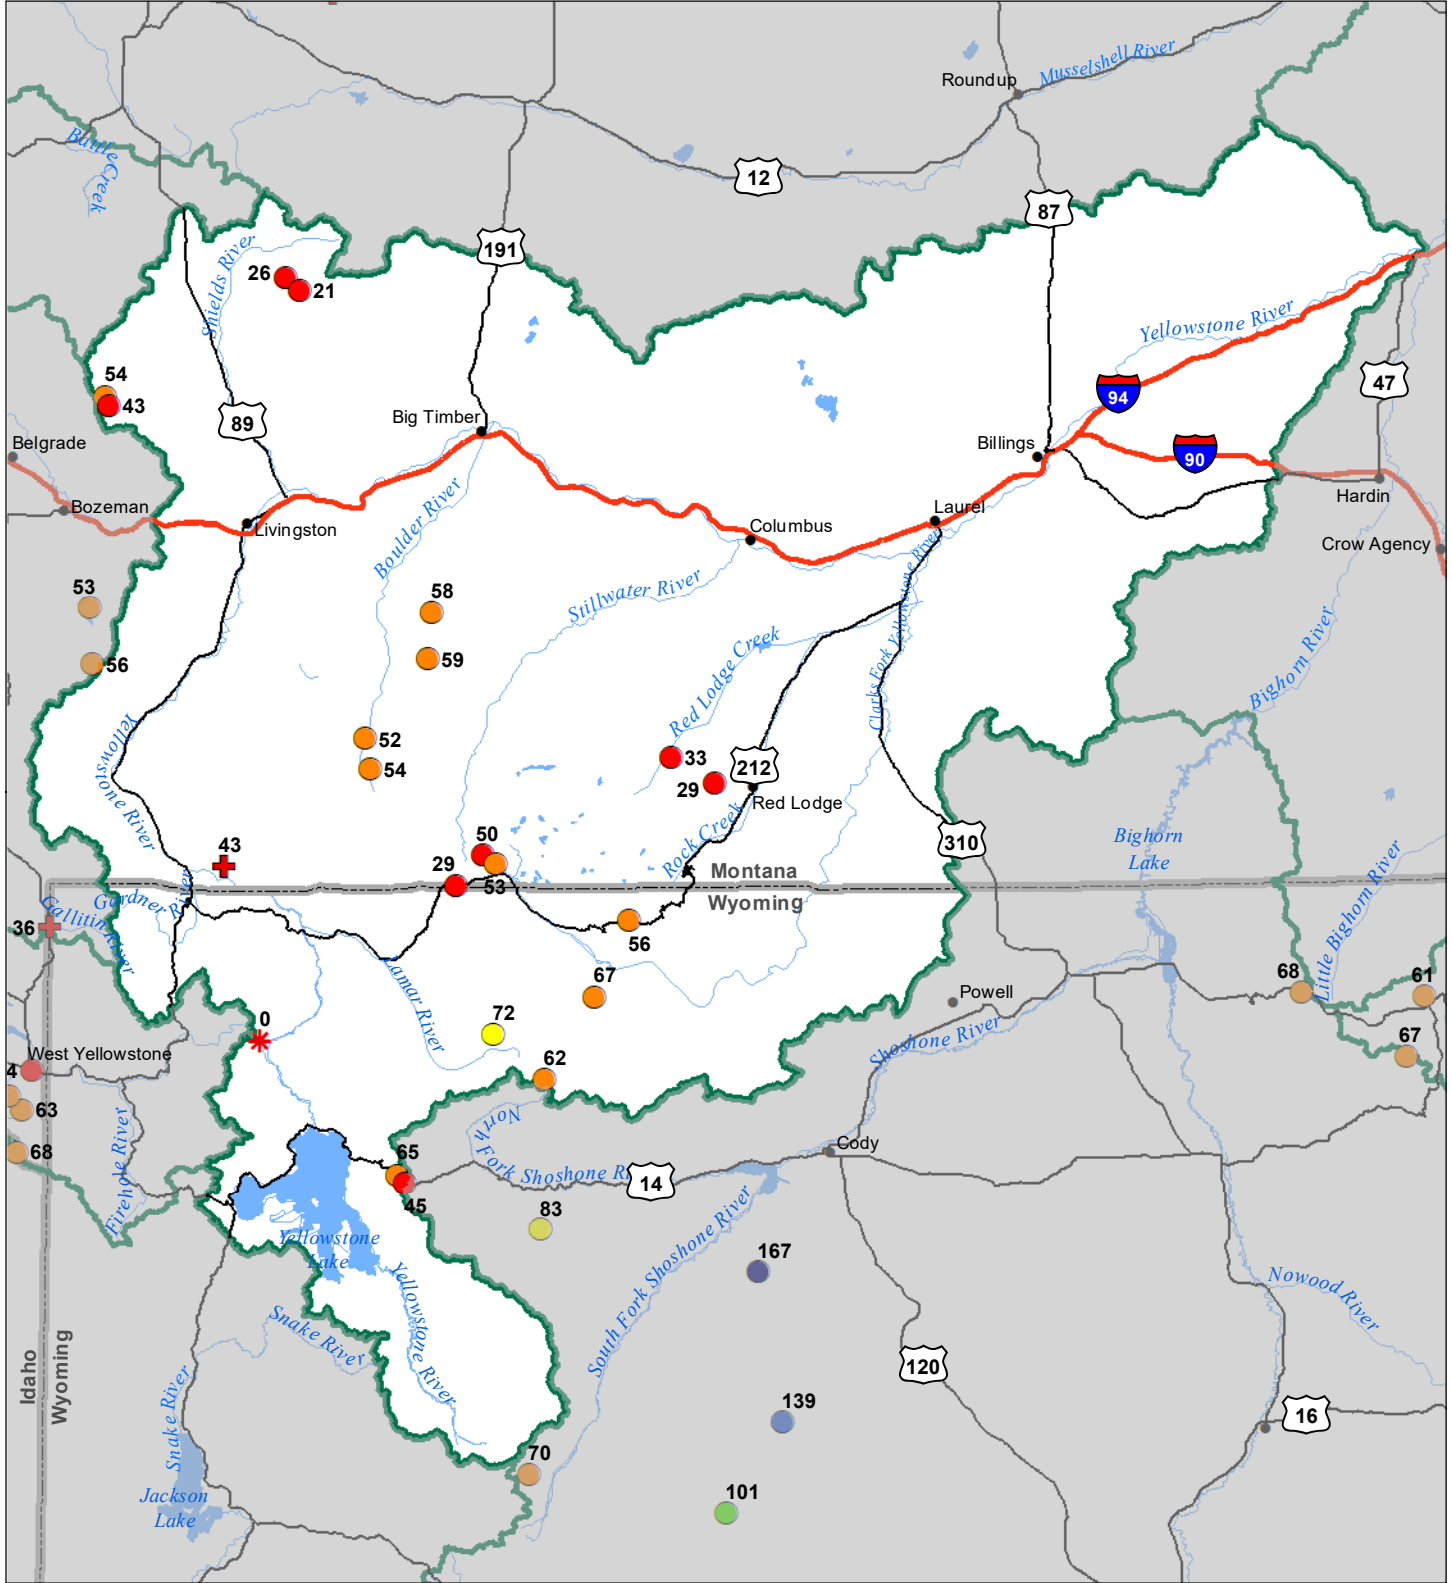 Roundup
Musselshell River
Battle Creek
12
87
191
Shields River
26
21
Yellowstone River
54
43
47
94
89
Big Timber
Belgrade
Billings
90
Bozeman
Hardin
Laurel
Livingston
Columbus
Crow Agency
Boulder River
Stillwater River
Clarks Fork Yellowstone River
53
58
56
59
Red Lodge Creek
Bighorn River
Yellowstone River
52
54
33
29
212
Red Lodge
Rock Creek
50
43
29
53
310
Bighorn
Lake
Montana
Wyoming
Gardner River
Gallitin River
36
56
Little Bighorn River
67
68
61
Powell
Lamar River
72
0
Shoshone River
67
West Yellowstone
4
62
63
North
Fork Shoshone Ri
Cody
68
65
45
14
Firehole River
83
Yellowstone
Lake
167
South Fork Shoshone River
Yellowstone River
Nowood River
Snake River
Idaho
Wyoming
120
Snake River
139
16
70
101
Jackson
Lake